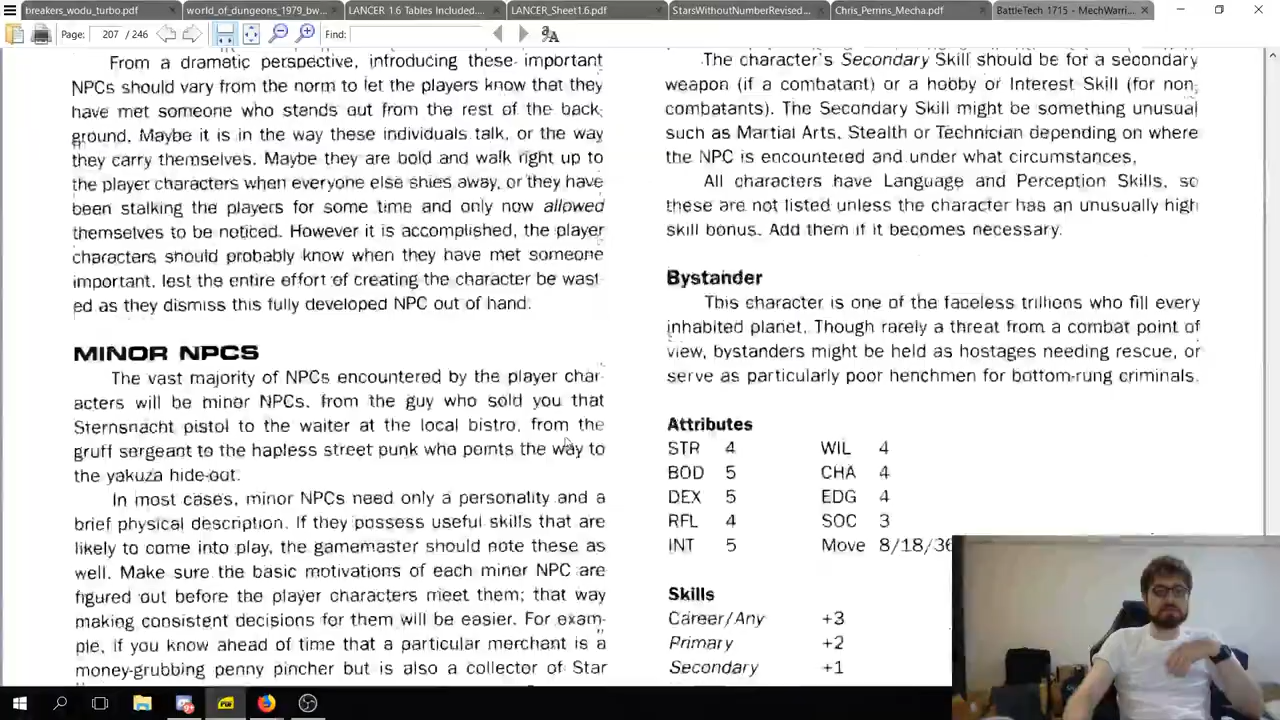 breakers_wodu_turbo.pdf
world_of_dungeons_1979_bw...
LANCER 1.6 Tables Included....
LANCER_Sheet1.6.pdf
StarsWithoutNumberRevised...
Chris_Perrins_Mecha.pdf
BattleTech 1715 - MechWarri...
Page: 207 / 246
Find:
From a dramatic perspective, introducing these important
NPCs should vary from the norm to let the players know that they
have met someone who stands out from the rest of the back
ground. Maybe it is in the way these individuals talk, or the way
they carry themselves. Maybe they are bold and walk right up to
the player characters when everyone else shies away, or they have
been stalking the players for some time and only now allowed
themselves to be noticed. However it is accomplished, the player
characters should probably know when they have met someone
important, lest the entire effort of creating the character be wast
ed as they dismiss this fully developed NPC out of hand.
MINOR NPCS
The vast majority of NPCs encountered by the player char-
acters will be minor NPCs, from the guy who sold you that
Sternsnacht pistol to the waiter at the local bistro, from the
gruff sergeant to the hapless street punk who points the way to
the yakuza hide-out.
In most cases, minor NPCs need only a personality and a
brief physical description. If they possess useful skills that are
likely to come into play, the gamemaster should note these as
well. Make sure the basic motivations of each minor NPC are
figured out before the player characters meet them; that way
making consistent decisions for them will be easier. For exam-
ple, if you know ahead of time that a particular merchant is a
money-grubbing penny pincher but is also a collector of Star
The character's Secondary Skill should be for a secondary
weapon (if a combatant) or a hobby or Interest Skill (for non-
combatants). The Secondary Skill might be something unusual
such as Martial Arts, Stealth or Technician depending on where
the NPC is encountered and under what circumstances.
All characters have Language and Perception Skills, so
these are not listed unless the character has an unusually high
skill bonus. Add them if it becomes necessary.
Bystander
This character is one of the faceless trillions who fill every
inhabited planet. Though rarely a threat from a combat point of
view, bystanders might be held as hostages needing rescue, or
serve as particularly poor henchmen for bottom-rung criminals.
Attributes
STR 4 WIL 4
BOD 5 CHA 4
DEX 5 EDG 4
RFL 4 SOC 3
INT 5 Move 8/18/36
Skills
Career/Any +3
Primary +2
Secondary +1